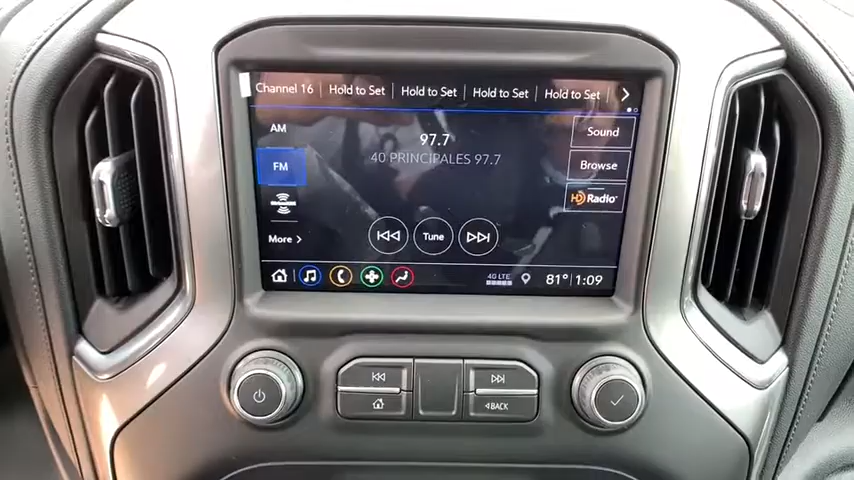 Channel 16 Hold to Set Hold to Set Hold to Set Hold to Set
AM 97.7 Sound
40 PRINCIPALES 97.7
FM Browse
HD Radio
Tune
More
4G LTE
81° 1:09
BACK